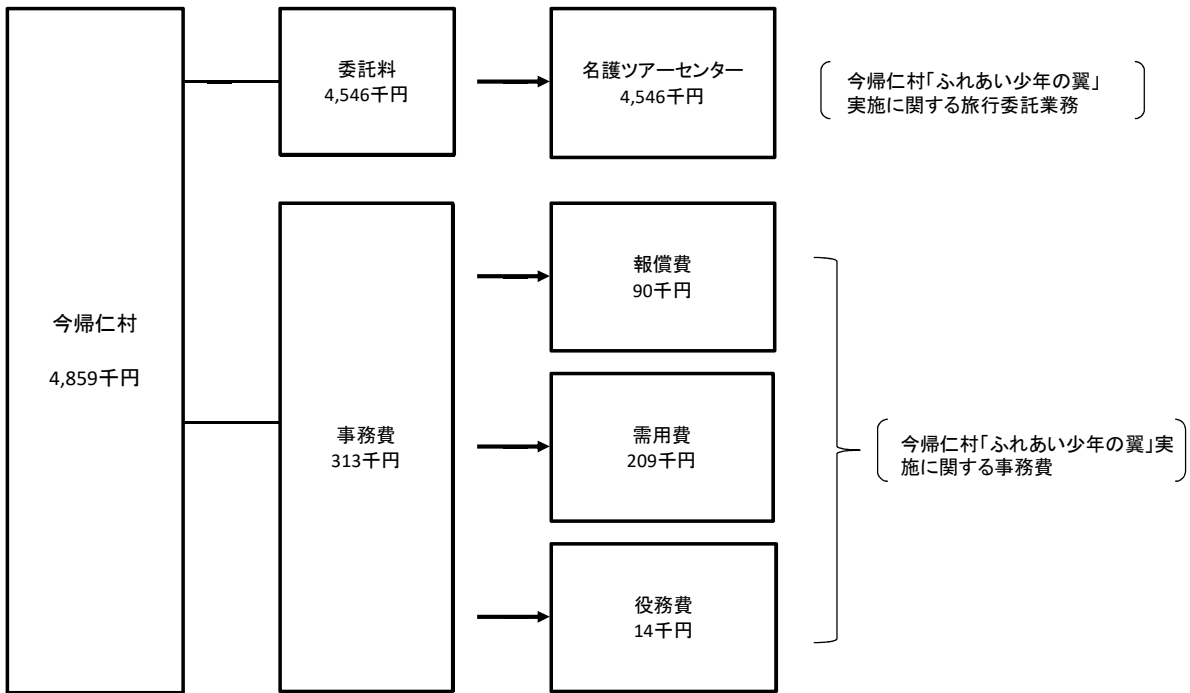 今帰仁村
4,859千円
委託料
4,546千円
名護ツアーセンター
4,546千円
今帰仁村「ふれあい少年の翼」
実施に関する旅行委託業務
事務費
313千円
報償費
90千円
需用費
209千円
役務費
14千円
今帰仁村「ふれあい少年の翼」実
施に関する事務費